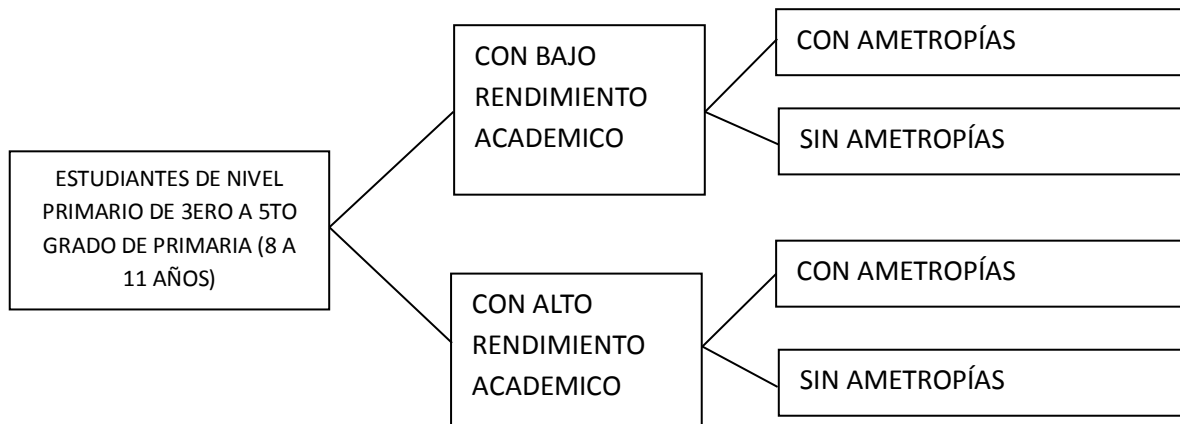 ESTUDIANTES DE NIVEL
PRIMARIO DE 3ERO A 5TO
GRADO DE PRIMARIA (8 A
11 AÑOS)
CON BAJO
RENDIMIENTO
ACADEMICO
CON AMETROPÍAS
SIN AMETROPÍAS
CON ALTO
RENDIMIENTO
ACADEMICO
CON AMETROPÍAS
SIN AMETROPÍAS